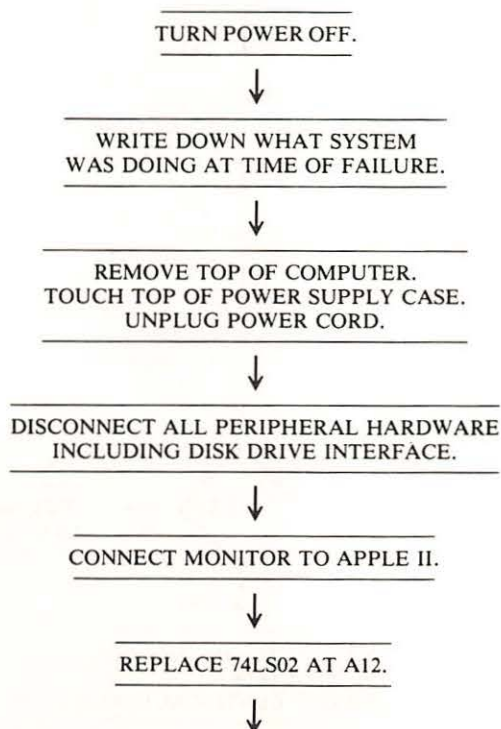 TURN POWER OFF.
WRITE DOWN WHAT SYSTEM
WAS DOING AT TIME OF FAILURE.
REMOVE TOP OF COMPUTER.
TOUCH TOP OF POWER SUPPLY CASE.
UNPLUG POWER CORD.
DISCONNECT ALL PERIPHERAL HARDWARE
INCLUDING DISK DRIVE INTERFACE.
CONNECT MONITOR TO APPLE II.
REPLACE 74LS02 AT A12.